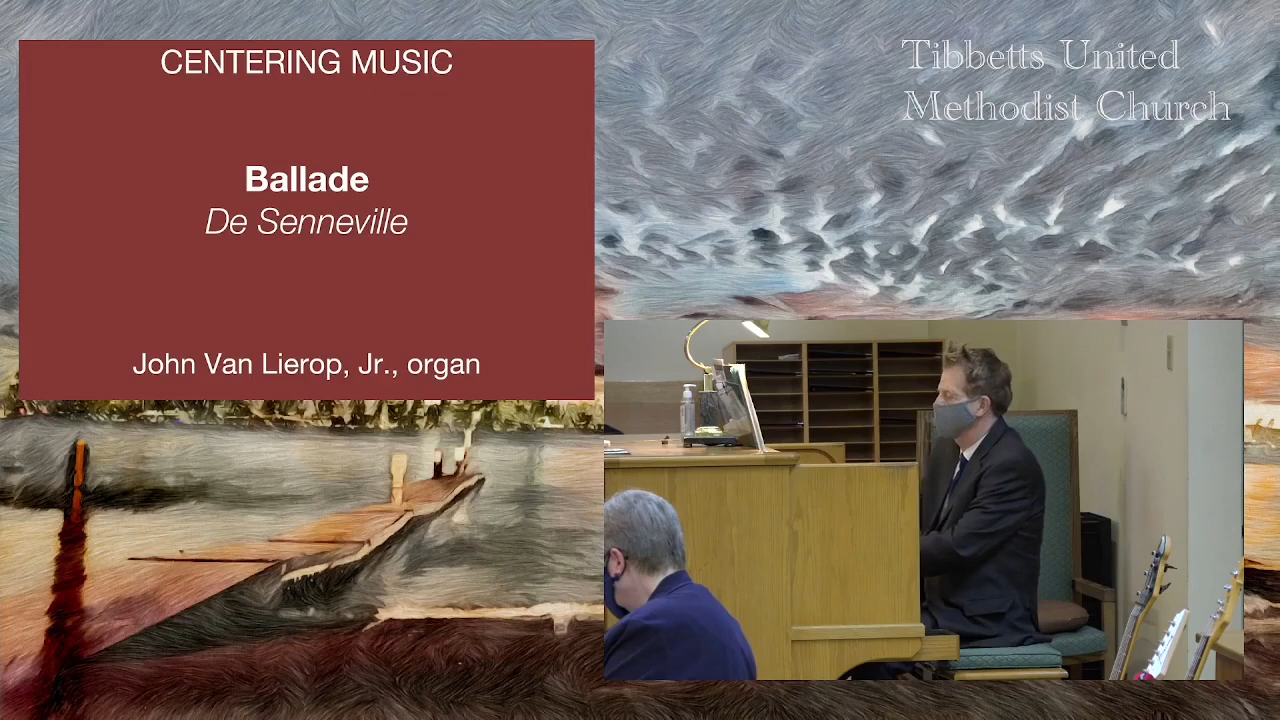 CENTERING MUSIC
Ballade
De Senneville
John Van Lierop, Jr., organ
Tibbetts United
Methodist Church